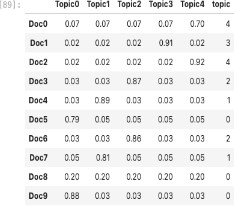 [89]:
Topic0 Topic1 Topic2 Topic3 Topic4 topic
Doc0 0.07 0.07 0.07 0.07 0.70 4
Doc1 0.02 0.02 0.02 0.91 0.02 3
Doc2 0.02 0.02 0.02 0.02 0.92 4
Doc3 0.03 0.03 0.87 0.03 0.03 2
Doc4 0.03 0.89 0.03 0.03 0.03 1
Doc5 0.79 0.05 0.05 0.05 0.05 0
Doc6 0.03 0.03 0.86 0.03 0.03 2
Doc7 0.05 0.81 0.05 0.05 0.05 1
Doc8 0.20 0.20 0.20 0.20 0.20 0
Doc9 0.88 0.03 0.03 0.03 0.03 0